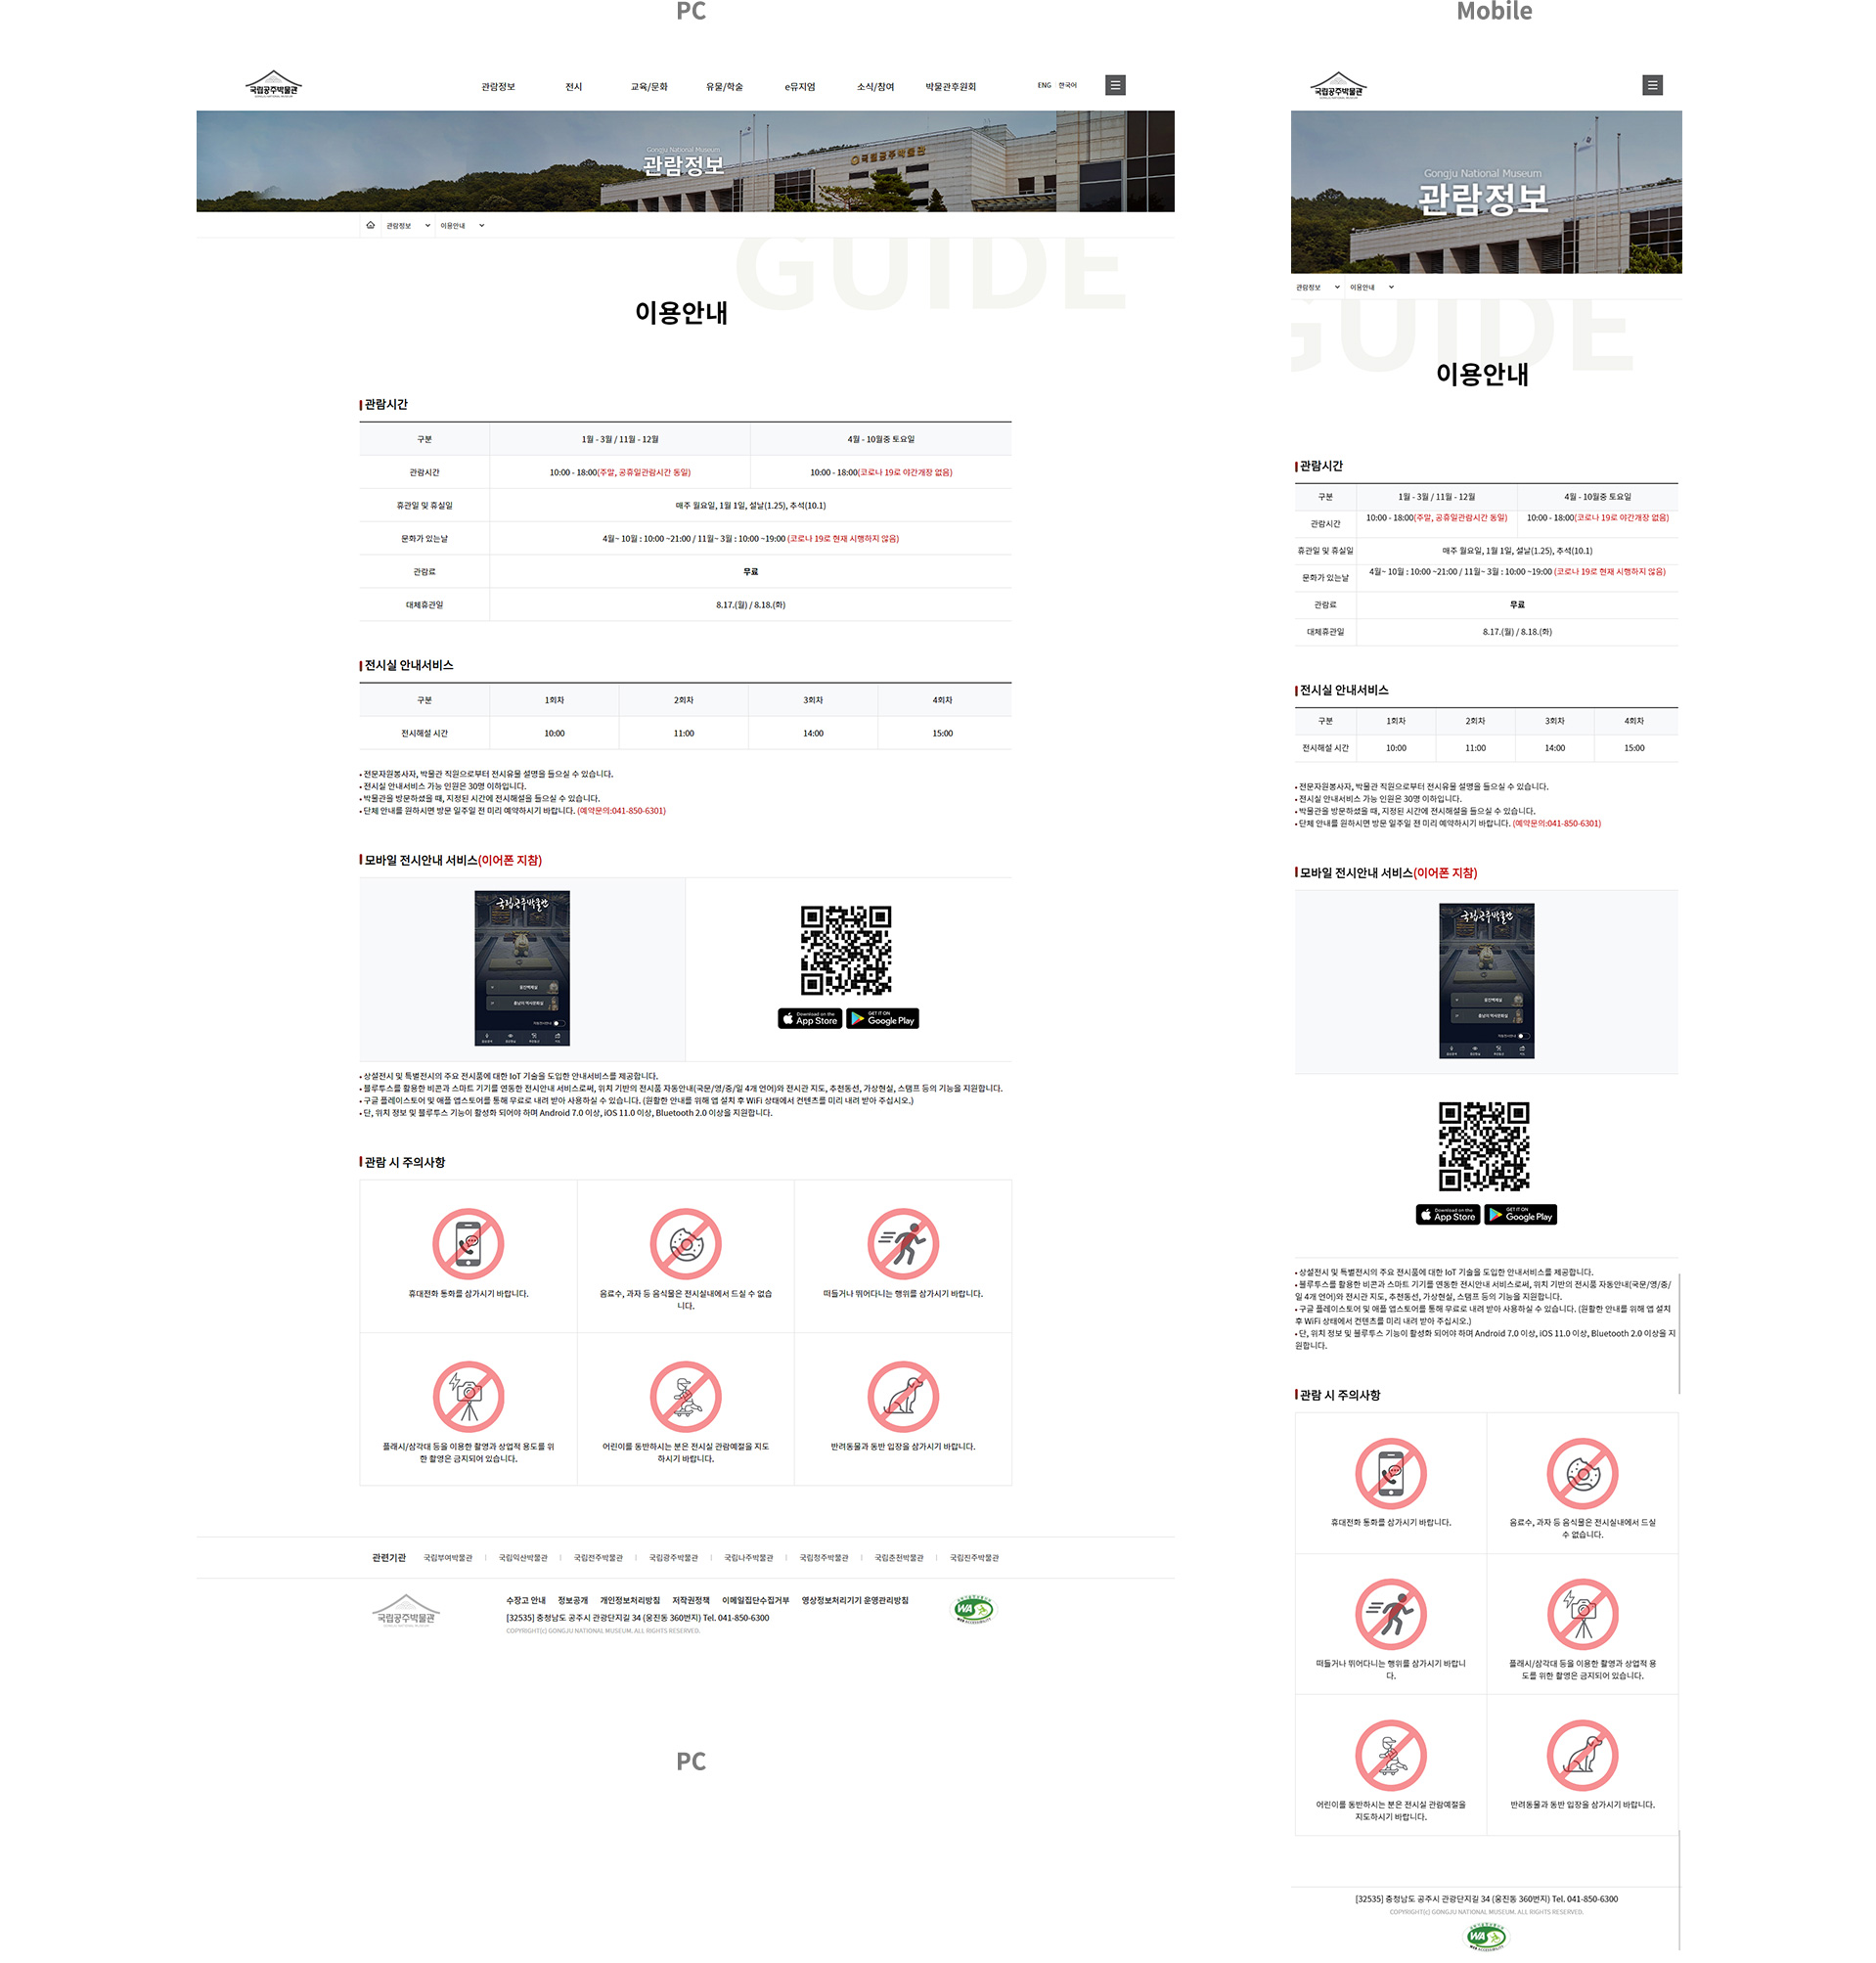 PC
국립공주박물관
GONGJU NATIONAL MUSEUM
관람정보 전시 교육/문화 유물/학술 e뮤지엄 소식/참여 박물관후원회 ENG 한국어
Gongju National Museum
관람정보
국립공주박물관
관람정보 이용안내
GUIDE
이용안내
관람시간
구분 1월 - 3월 / 11월 - 12월 4월 - 10월중 토요일
관람시간 10:00 - 18:00(주말, 공휴일관람시간 동일) 10:00 - 18:00(코로나 19로 야간개장 없음)
휴관일 및 휴실일 매주 월요일, 1월 1일, 설날(1.25), 추석(10.1)
문화가 있는날 4월~ 10월 : 10:00 ~21:00 / 11월~ 3월 : 10:00 ~19:00 (코로나 19로 현재 시행하지 않음)
관람료 무료
대체휴관일 8.17.(월) / 8.18.(화)
전시실 안내서비스
구분 1회차 2회차 3회차 4회차
전시해설 시간 10:00 11:00 14:00 15:00
• 전문자원봉사자, 박물관 직원으로부터 전시유물 설명을 들으실 수 있습니다.
• 전시실 안내서비스 가능 인원은 30명 이하입니다.
• 박물관을 방문하셨을 때, 지정된 시간에 전시해설을 들으실 수 있습니다.
• 단체 안내를 원하시면 방문 일주일 전 미리 예약하시기 바랍니다. (예약문의:041-850-6301)
모바일 전시안내 서비스(이어폰 지참)
국립공주박물관
웅진백제실
충남의 역사문화실
Download on the App Store GET IT ON Google Play
• 상설전시 및 특별전시의 주요 전시품에 대한 IoT 기술을 도입한 안내서비스를 제공합니다.
• 블루투스를 활용한 비콘과 스마트 기기를 연동한 전시안내 서비스로써, 위치 기반의 전시품 자동안내(국문/영/중/일 4개 언어)와 전시관 지도, 추천동선, 가상현실, 스탬프 등의 기능을 지원합니다.
• 구글 플레이스토어 및 애플 앱스토어를 통해 무료로 내려 받아 사용하실 수 있습니다. (원활한 안내를 위해 앱 설치 후 WiFi 상태에서 컨텐츠를 미리 내려 받아 주십시오.)
• 단, 위치 정보 및 블루투스 기능이 활성화 되어야 하며 Android 7.0 이상, iOS 11.0 이상, Bluetooth 2.0 이상을 지원합니다.
관람 시 주의사항
휴대전화 통화를 삼가시기 바랍니다.
음료수, 과자 등 음식물은 전시실내에서 드실 수 없습
니다.
떠들거나 뛰어다니는 행위를 삼가시기 바랍니다.
플래시/삼각대 등을 이용한 촬영과 상업적 용도를 위
한 촬영은 금지되어 있습니다.
어린이를 동반하시는 분은 전시실 관람예절을 지도
하시기 바랍니다.
반려동물과 동반 입장을 삼가시기 바랍니다.
관련기관 국립부여박물관 국립익산박물관 국립전주박물관 국립광주박물관 국립나주박물관 국립청주박물관 국립춘천박물관 국립진주박물관
국립공주박물관
GONGJU NATIONAL MUSEUM
수장고 안내 정보공개 개인정보처리방침 저작권정책 이메일집단수집거부 영상정보처리기기 운영관리방침
[32535] 충청남도 공주시 관광단지길 34 (웅진동 360번지) Tel. 041-850-6300
COPYRIGHT(c) GONGJU NATIONAL MUSEUM. ALL RIGHTS RESERVED.
WA
WEB ACCESSIBILITY
PC
Mobile
국립공주박물관
GONGJU NATIONAL MUSEUM
Gongju National Museum
관람정보
관람정보 이용안내
GUIDE
이용안내
관람시간
구분 1월 - 3월 / 11월 - 12월 4월 - 10월중 토요일
관람시간 10:00 - 18:00(주말, 공휴일관람시간 동일) 10:00 - 18:00(코로나 19로 야간개장 없음)
휴관일 및 휴실일 매주 월요일, 1월 1일, 설날(1.25), 추석(10.1)
문화가 있는날 4월~ 10월 : 10:00 ~21:00 / 11월~ 3월 : 10:00 ~19:00 (코로나 19로 현재 시행하지 않음)
관람료 무료
대체휴관일 8.17.(월) / 8.18.(화)
전시실 안내서비스
구분 1회차 2회차 3회차 4회차
전시해설 시간 10:00 11:00 14:00 15:00
• 전문자원봉사자, 박물관 직원으로부터 전시유물 설명을 들으실 수 있습니다.
• 전시실 안내서비스 가능 인원은 30명 이하입니다.
• 박물관을 방문하셨을 때, 지정된 시간에 전시해설을 들으실 수 있습니다.
• 단체 안내를 원하시면 방문 일주일 전 미리 예약하시기 바랍니다. (예약문의:041-850-6301)
모바일 전시안내 서비스(이어폰 지참)
국립공주박물관
웅진백제실
충남의 역사문화실
Download on the App Store GET IT ON Google Play
• 상설전시 및 특별전시의 주요 전시품에 대한 IoT 기술을 도입한 안내서비스를 제공합니다.
• 블루투스를 활용한 비콘과 스마트 기기를 연동한 전시안내 서비스로써, 위치 기반의 전시품 자동안내(국문/영/중/
일 4개 언어)와 전시관 지도, 추천동선, 가상현실, 스탬프 등의 기능을 지원합니다.
• 구글 플레이스토어 및 애플 앱스토어를 통해 무료로 내려 받아 사용하실 수 있습니다. (원활한 안내를 위해 앱 설치
후 WiFi 상태에서 컨텐츠를 미리 내려 받아 주십시오.)
• 단, 위치 정보 및 블루투스 기능이 활성화 되어야 하며 Android 7.0 이상, iOS 11.0 이상, Bluetooth 2.0 이상을 지
원합니다.
관람 시 주의사항
휴대전화 통화를 삼가시기 바랍니다.
음료수, 과자 등 음식물은 전시실내에서 드실
수 없습니다.
떠들거나 뛰어다니는 행위를 삼가시기 바랍니
다.
플래시/삼각대 등을 이용한 촬영과 상업적 용
도를 위한 촬영은 금지되어 있습니다.
어린이를 동반하시는 분은 전시실 관람예절을
지도하시기 바랍니다.
반려동물과 동반 입장을 삼가시기 바랍니다.
[32535] 충청남도 공주시 관광단지길 34 (웅진동 360번지) Tel. 041-850-6300
COPYRIGHT(c) GONGJU NATIONAL MUSEUM. ALL RIGHTS RESERVED.
WA
WEB ACCESSIBILITY